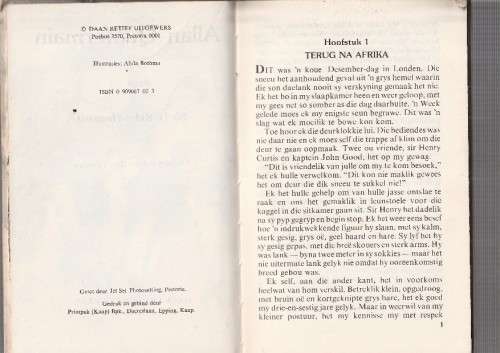 © DAAN RETIEF UITGEWERS
Posbus 3570, Pretoria 0001
Illustrasies: Alida Bothma
ISBN 0 909067 02 3
Geset deur Jet Set Photosetting, Pretoria.
Gedruk en gebind deur
Printpak (Kaap) Bpk., Dacreslaan, Epping, Kaap.
Hoofstuk 1
TERUG NA AFRIKA
DIT was 'n koue Desember-dag in Londen. Die
sneeu het aanhoudend geval uit 'n grys hemel waarin
die son daelank nooit sy verskyning gemaak het nie.
Ek het bo in my slaapkamer heen en weer geloop, met
my gees net so somber as die dag daarbuite. 'n Week
gelede moes ek my enigste seun begrawe. Dit was 'n
slag wat ek moeilik te bowe kon kom.
Toe hoor ek die deurklokkie lui. Die bediendes was
nie daar nie en ek moes self die trappe af klim om die
deur te gaan oopmaak. Twee ou vriende, sir Henry
Curtis en kaptein John Good, het op my gewag.
"Dit is vriendelik van julle om my te kom besoek,"
het ek hulle verwelkom. "Dit kon nie maklik gewees
het om deur die dik sneeu te sukkel nie!"
Ek het hulle gehelp om van hulle jasse ontslae te
raak en ons het gemaklik in leunstoele voor die
kaggel in die sitkamer gaan sit. Sir Henry het dadelik
na sy pyp gegryp en begin stop. Ek het weer eens besef
hoe 'n indrukwekkende figuur hy slaan, met sy kalm,
sterk gesig, grys oë, geel baard en hare. Sy lyf het by
sy gesig gepas, met die breë skouers en sterk arms. Hy
was lank — byna twee meter in sy sokkies — maar het
nie uitermate lank gelyk nie omdat hy ooreenkomstig
breed gebou was.
Ek self, aan die ander kant, het in voorkoms
heelwat van hom verskil. Betreklik klein, opgedroog,
met bruin oë en kortgeknipte grys hare, het ek goed
my drie-en-sestig jare gelyk. Maar in weerwil van my
kleiner postuur, het my kennisse my met respek
1